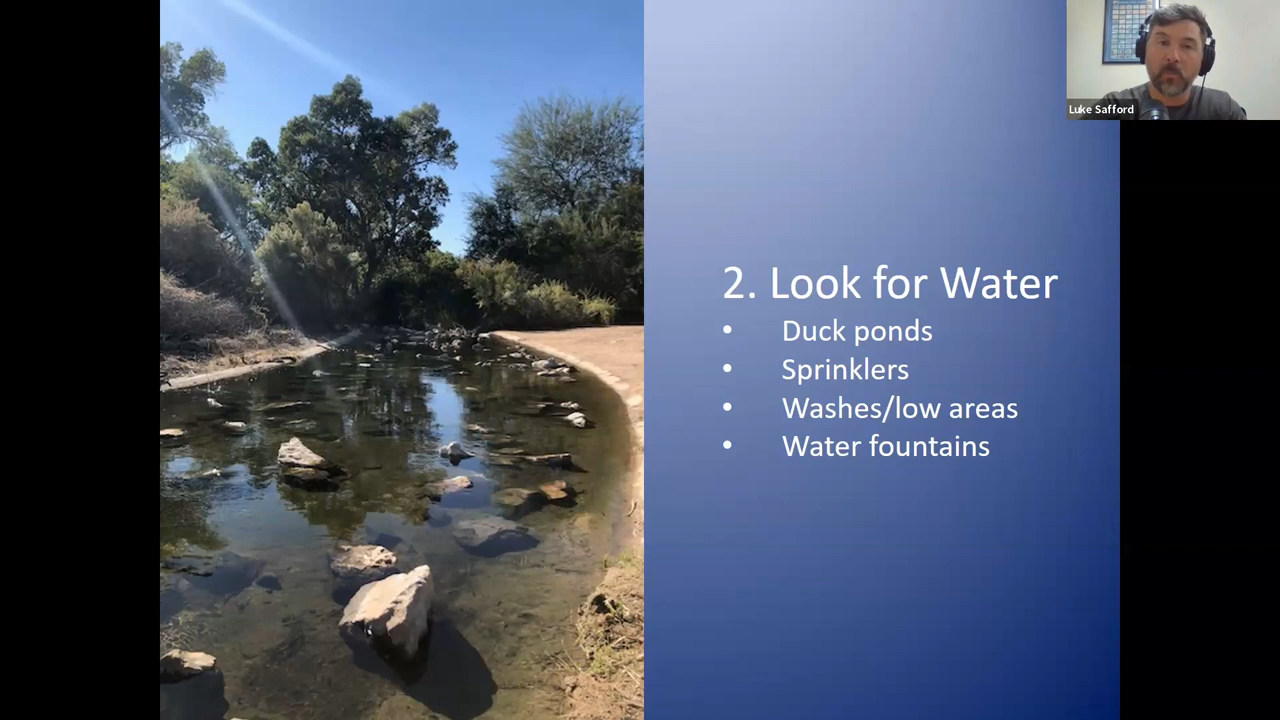 2. Look for Water
• Duck ponds
• Sprinklers
• Washes/low areas
• Water fountains
Luke Safford